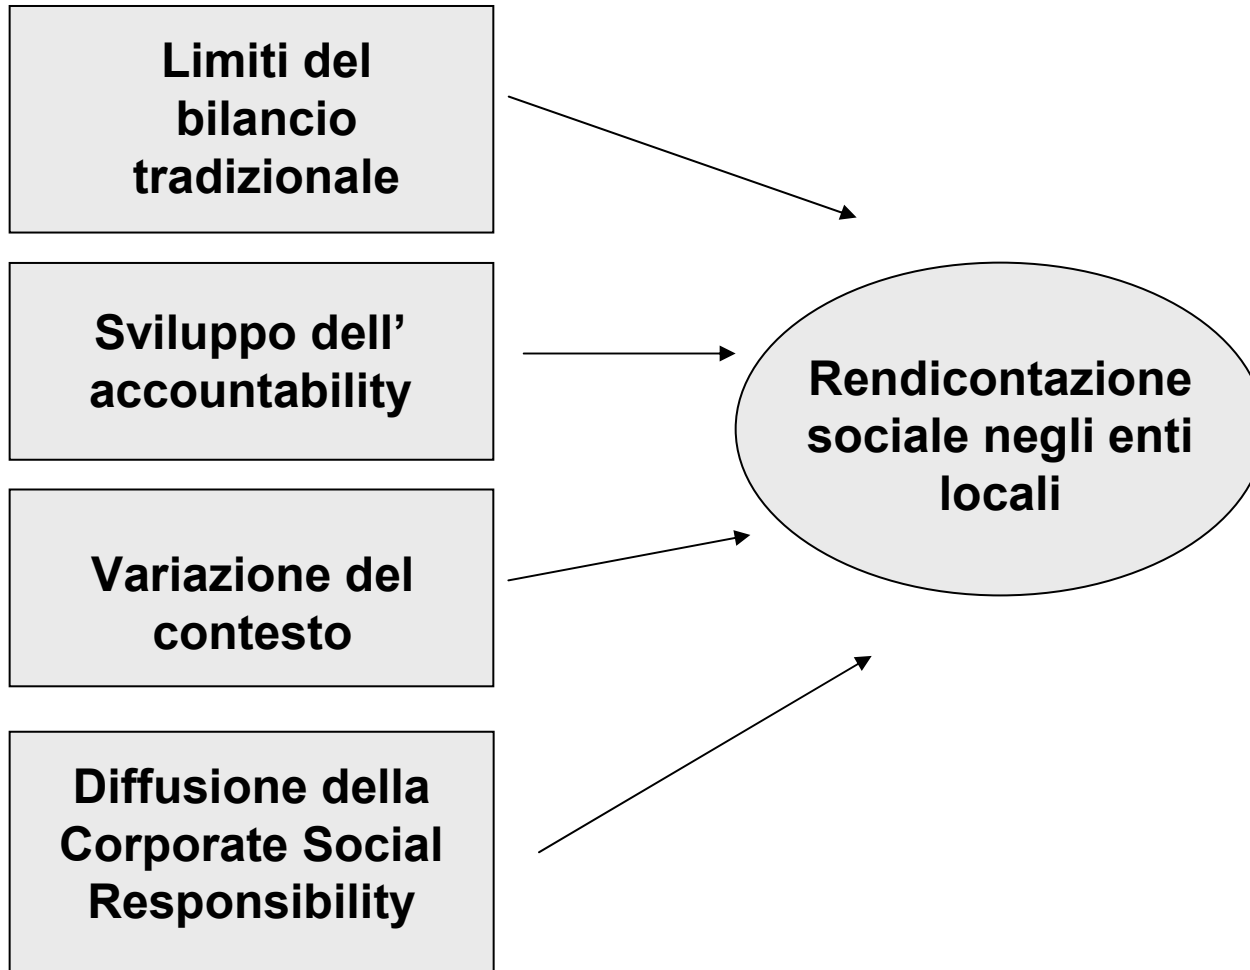 Limiti del
bilancio
tradizionale
Sviluppo dell’
accountability
Variazione del
contesto
Diffusione della
Corporate Social
Responsibility
Rendicontazione
sociale negli enti
locali